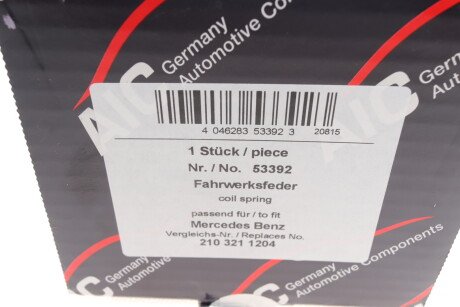 AIC Germany
Automotive Components
4 046283 53392 3 20815
1 Stück / piece
Nr. / No. 53392
Fahrwerksfeder
coil spring
passend für / to fit
Mercedes Benz
Vergleichs-Nr. / Replaces No.
210 321 1204
AIC
AIC
AIC Germany
Automotive Components
Germany
Automotive Components